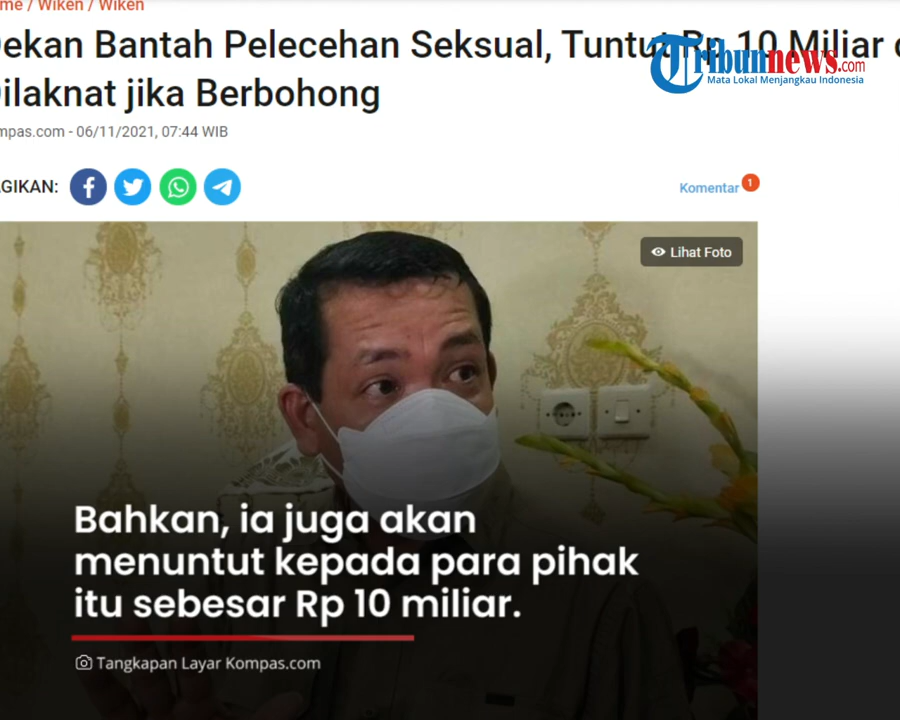 me / Wiken / Wiken
ekan Bantah Pelecehan Seksual, Tuntut Rp 10 Miliar
Tribunnews.com
Mata Lokal Menjangkau Indonesia
ilaknat jika Berbohong
mpas.com - 06/11/2021, 07:44 WIB
GIKAN:
Komentar 1
Lihat Foto
Bahkan, ia juga akan
menuntut kepada para pihak
itu sebesar Rp 10 miliar.
Tangkapan Layar Kompas.com